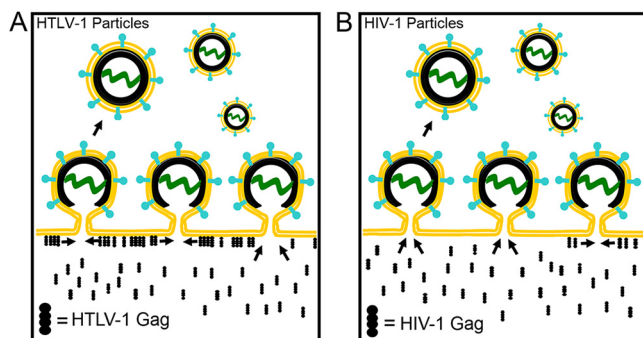 A
HTLV-1 Particles
= HTLV-1 Gag
B
HIV-1 Particles
= HIV-1 Gag